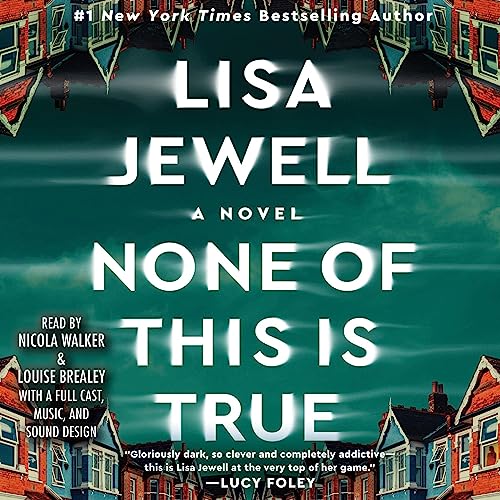 #1 New York Times Bestselling Author
LISA
JEWELL
A NOVEL
NONE OF
THIS IS
TRUE
READ BY
NICOLA WALKER
&
LOUISE BREALEY
WITH A FULL CAST,
MUSIC, AND
SOUND DESIGN
"Gloriously dark, so clever and completely addictive—
this is Lisa Jewell at the very top of her game."
—LUCY FOLEY